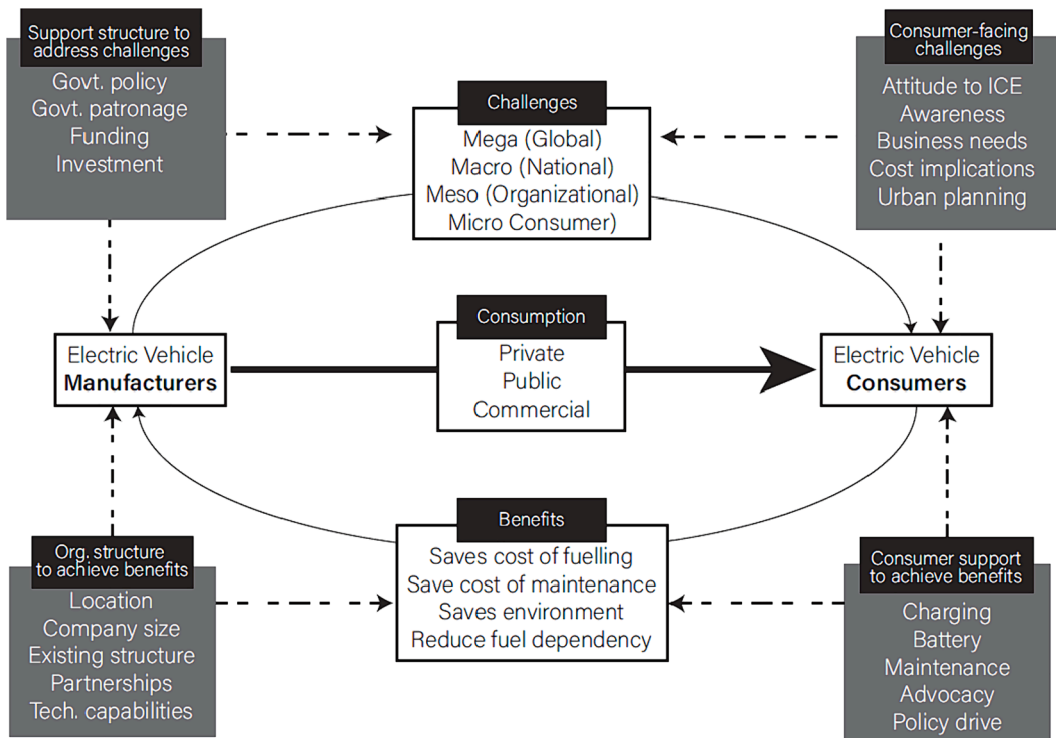 Support structure to
address challenges
Govt. policy
Govt. patronage
Funding
Investment
Challenges
Mega (Global)
Macro (National)
Meso (Organizational)
Micro Consumer)
Consumer-facing
challenges
Attitude to ICE
Awareness
Business needs
Cost implications
Urban planning
Electric Vehicle
Manufacturers
Consumption
Private
Public
Commercial
Electric Vehicle
Consumers
Org. structure
to achieve benefits
Location
Company size
Existing structure
Partnerships
Tech. capabilities
Benefits
Saves cost of fuelling
Save cost of maintenance
Saves environment
Reduce fuel dependency
Consumer support
to achieve benefits
Charging
Battery
Maintenance
Advocacy
Policy drive